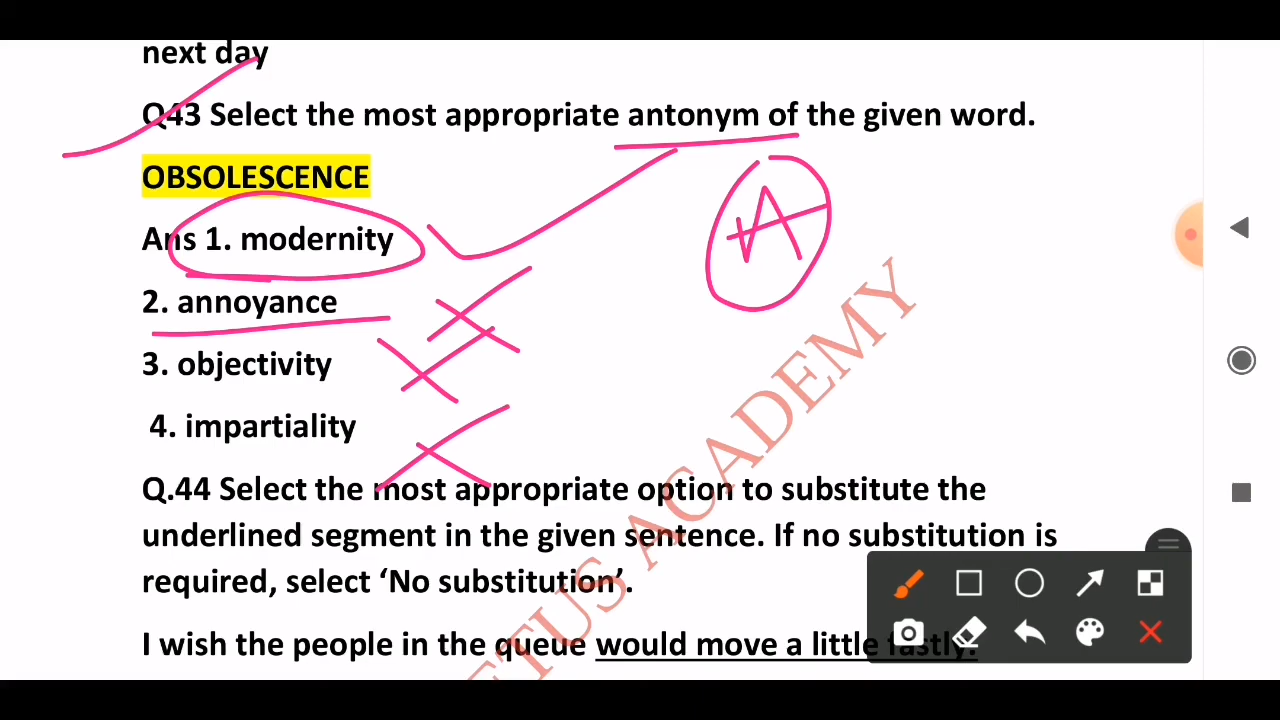 next day
Q43 Select the most appropriate antonym of the given word.
OBSOLESCENCE
Ans 1. modernity
2. annoyance
3. objectivity
4. impartiality
Q.44 Select the most appropriate option to substitute the
underlined segment in the given sentence. If no substitution is
required, select ‘No substitution’.
I wish the people in the queue would move a little fastly.
A
ETUS ACADEMY